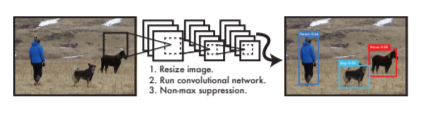 1. Resize image.
2. Run convolutional network.
3. Non-max suppression.